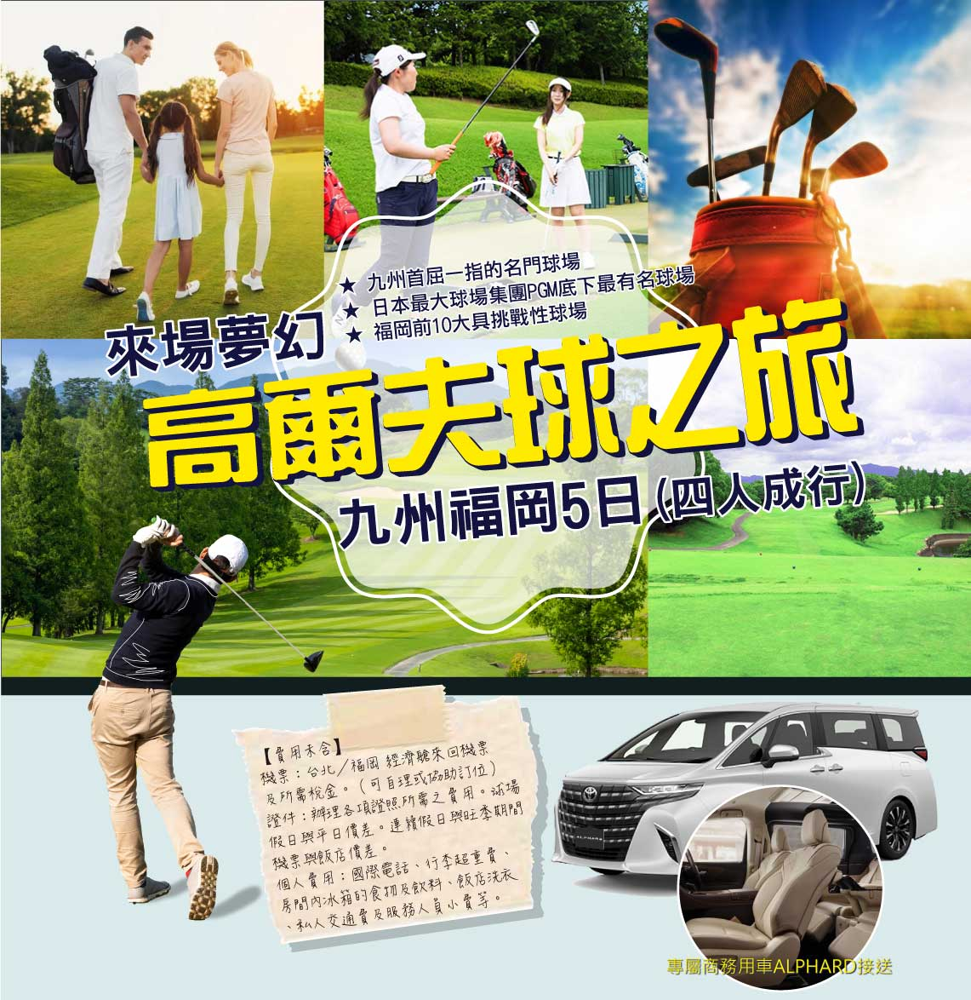 ★ 九州首屈一指的名門球場
★ 日本最大球場集團PGM底下最有名球場
★ 福岡前10大具挑戰性球場
來場夢幻
高爾夫球之旅
九州福岡5日(四人成行)
【費用未含】
機票：台北／福岡 經濟艙來回機票
及所需稅金。(可自理或協助訂位)
證件：辦理各項證照所需之費用。球場
假日與平日價差。連續假日與旺季期間
機票與飯店價差。
個人費用：國際電話、行李超重費、
房間內冰箱的食物及飲料、飯店洗衣
、私人交通費及服務人員小費等。
ALPHARD
專屬商務用車ALPHARD接送